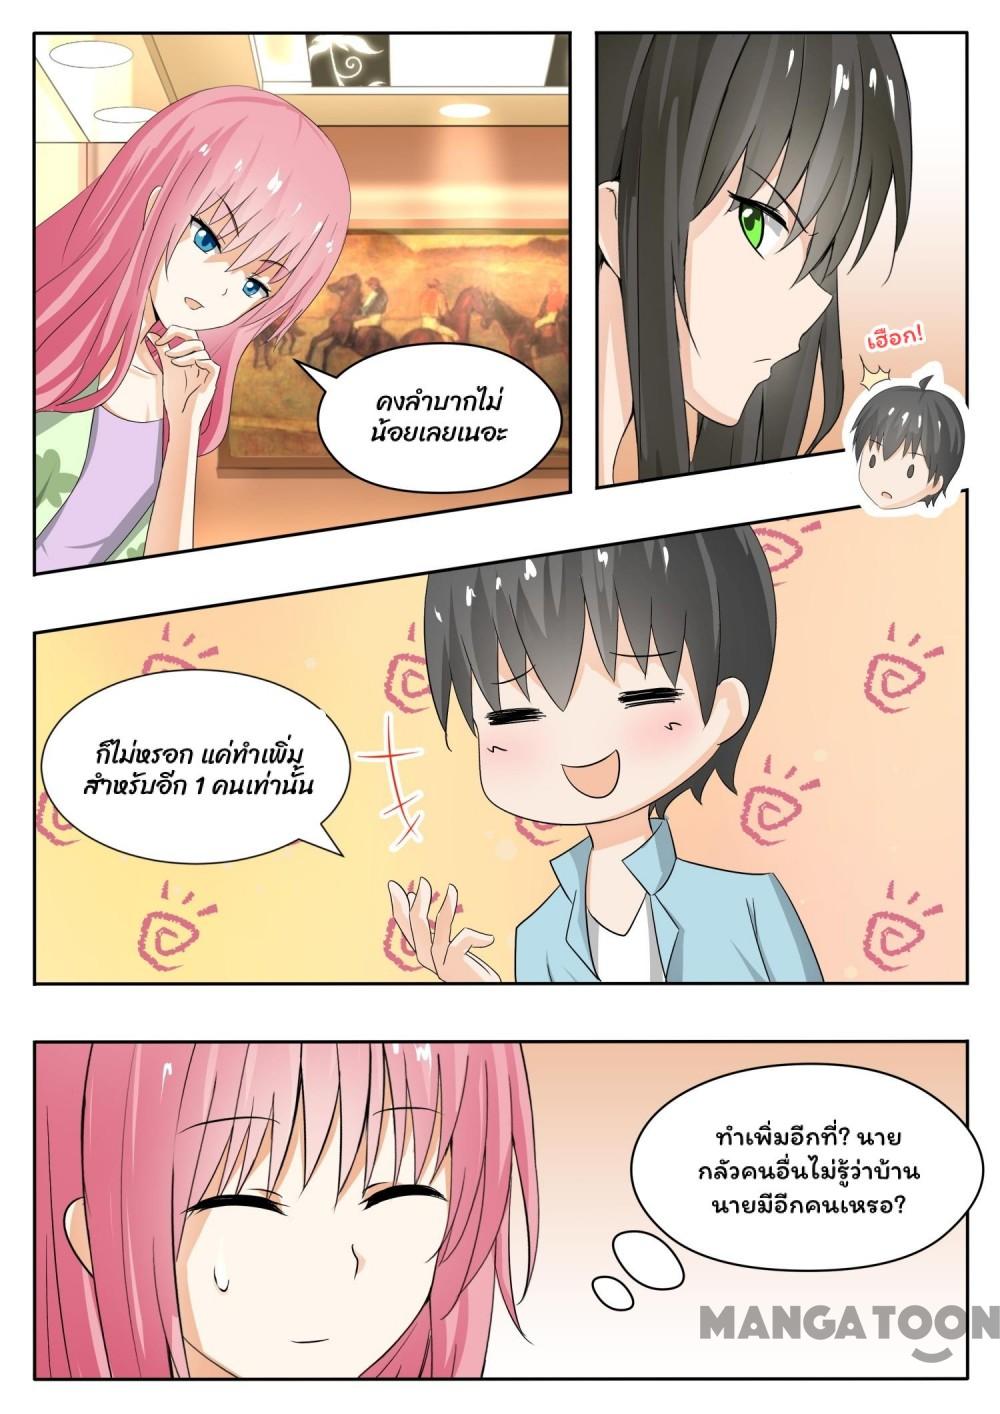 คงลำบากไม่
น้อยเลยเนอะ
เฮือก!
ก็ไม่หรอก แค่ทำเพิ่ม
สำหรับอีก 1 คนเท่านั้น
ทำเพิ่มอีกที่? นาย
กลัวคนอื่นไม่รู้ว่าบ้าน
นายมีอีกคนเหรอ?
MANGATOON